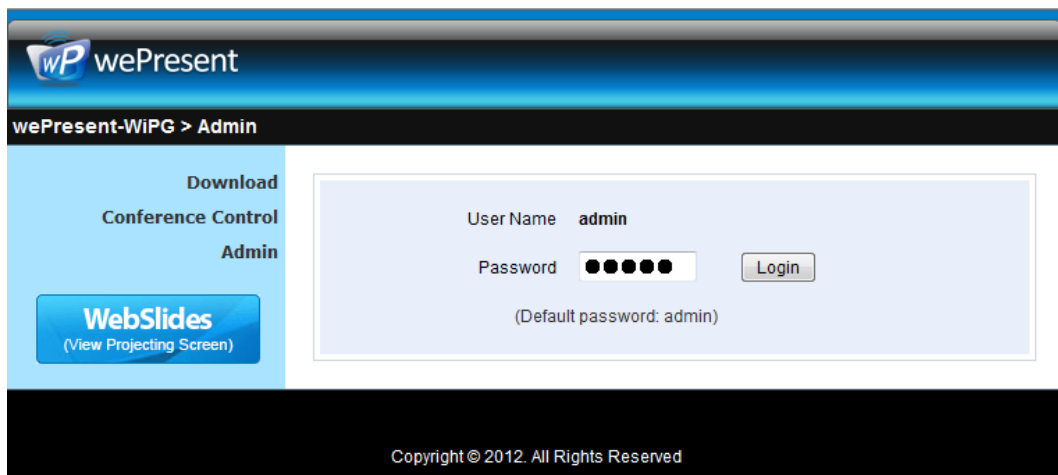 wP wePresent
wePresent-WiPG > Admin
Download
Conference Control
Admin
WebSlides
(View Projecting Screen)
User Name admin
Password ●●●●● Login
(Default password: admin)
Copyright © 2012. All Rights Reserved